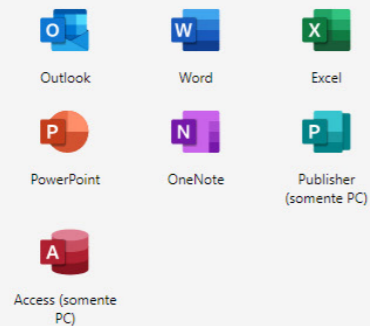 O
W
X
Outlook
Word
Excel
P
N
P
PowerPoint
OneNote
Publisher
(somente PC)
A
Access (somente
PC)